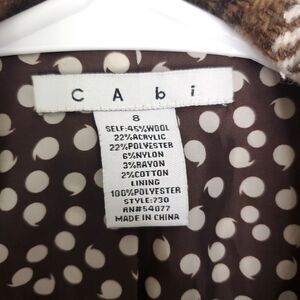 CAbi
8
SELF:45%WOOL
22%ACRYLIC
22%POLYESTER
6%NYLON
3%RAYON
2%COTTON
LINING
100%POLYESTER
STYLE:730
RN#54077
MADE IN CHINA